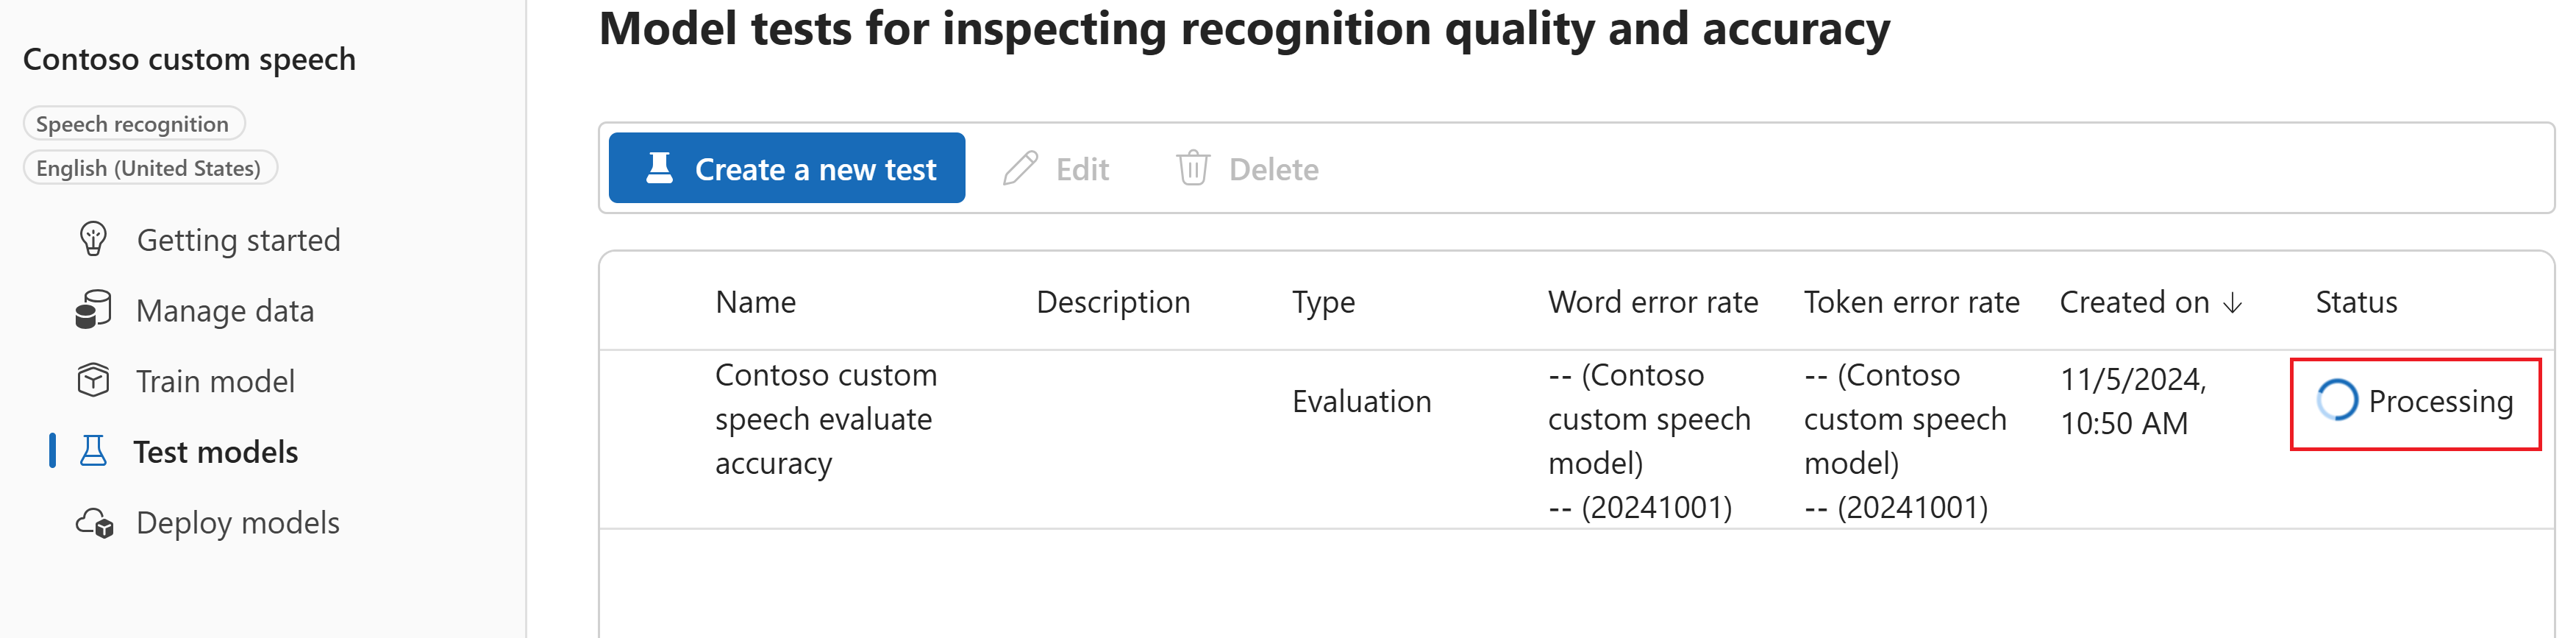 Contoso custom speech
Speech recognition
English (United States)
Getting started
Manage data
Train model
Test models
Deploy models
Model tests for inspecting recognition quality and accuracy
Create a new test
Edit
Delete
Name
Description
Type
Word error rate
Token error rate
Created on ↓
Status
Contoso custom
speech evaluate
accuracy
Evaluation
-- (Contoso
custom speech
model)
-- (20241001)
-- (Contoso
custom speech
model)
-- (20241001)
11/5/2024,
10:50 AM
Processing